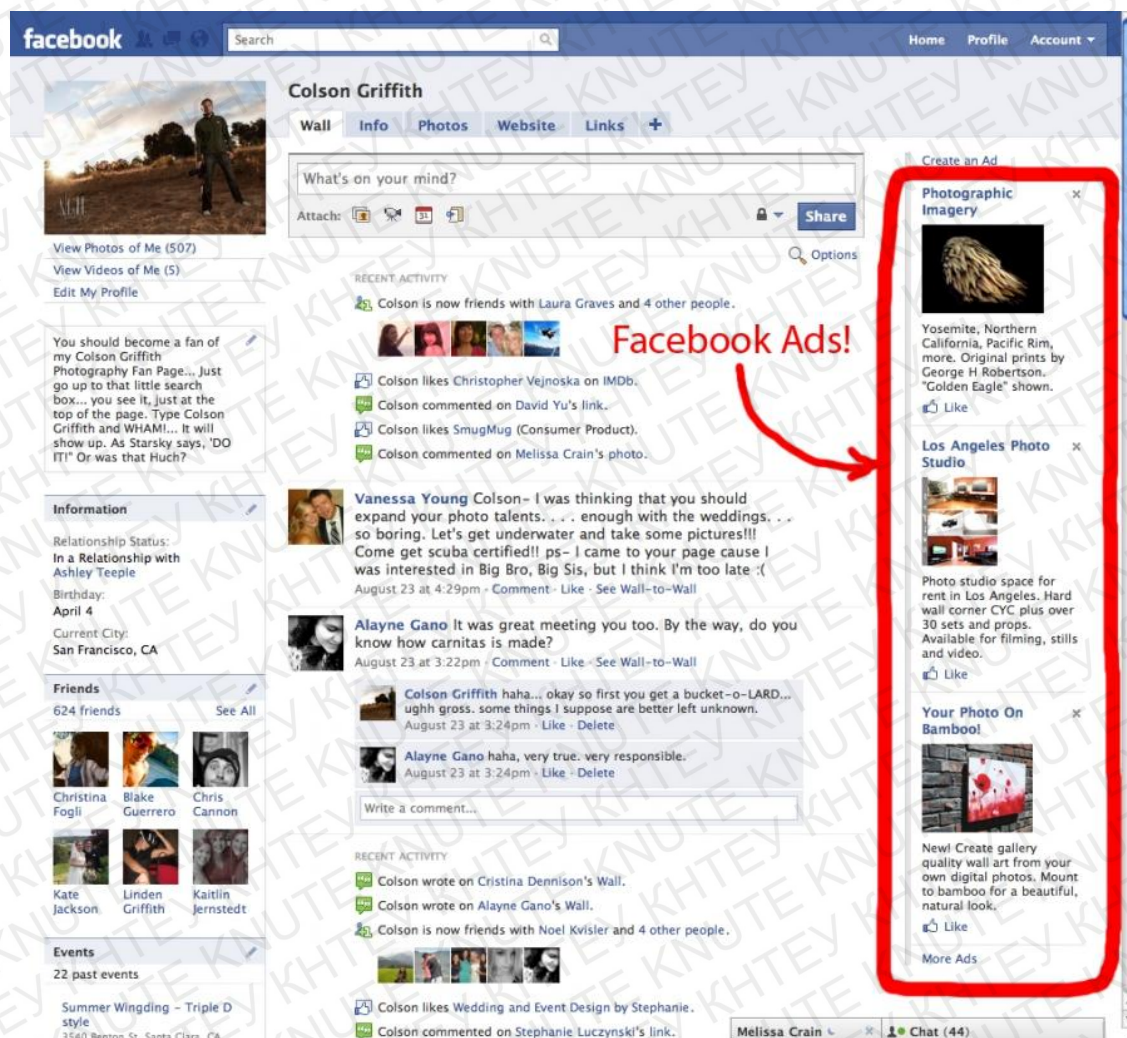 facebook
Search
Home Profile Account
Colson Griffith
Wall Info Photos Website Links +
What's on your mind?
Attach: 31
Share
Options
View Photos of Me (507)
View Videos of Me (5)
Edit My Profile
You should become a fan of
my Colson Griffith
Photography Fan Page... Just
go up to that little search
box... you see it, just at the
top of the page. Type Colson
Griffith and WHAM!... It will
show up. As Starsky says, 'DO
IT!" Or was that Huch?
Information
Relationship Status:
In a Relationship with
Ashley Teeple
Birthday:
April 4
Current City:
San Francisco, CA
Friends
624 friends See All
Christina Blake Chris
Fogli Guerrero Cannon
Kate Linden Kaitlin
Jackson Griffith Jernstedt
Events
22 past events
Summer Wingding – Triple D
style
3540 Benton St, Santa Clara, CA
RECENT ACTIVITY
Colson is now friends with Laura Graves and 4 other people.
Colson likes Christopher Vejnoska on IMDb.
Colson commented on David Yu's link.
Colson likes SmugMug (Consumer Product).
Colson commented on Melissa Crain's photo.
Vanessa Young Colson– I was thinking that you should
expand your photo talents. . . . enough with the weddings. . .
so boring. Let's get underwater and take some pictures!!!
Come get scuba certified!! ps– I came to your page cause I
was interested in Big Bro, Big Sis, but I think I'm too late :(
August 23 at 4:29pm · Comment · Like · See Wall-to-Wall
Alayne Gano It was great meeting you too. By the way, do you
know how carnitas is made?
August 23 at 3:22pm · Comment · Like · See Wall-to-Wall
Colson Griffith haha... okay so first you get a bucket-o-LARD...
ughh gross. some things I suppose are better left unknown.
August 23 at 3:24pm · Like · Delete
Alayne Gano haha, very true. very responsible.
August 23 at 3:24pm · Like · Delete
Write a comment...
RECENT ACTIVITY
Colson wrote on Cristina Dennison's Wall.
Colson wrote on Alayne Gano's Wall.
Colson is now friends with Noel Kvisler and 4 other people.
Colson likes Wedding and Event Design by Stephanie.
Colson commented on Stephanie Luczynski's link.
Facebook Ads!
Create an Ad
Photographic
Imagery
Yosemite, Northern
California, Pacific Rim,
more. Original prints by
George H Robertson.
"Golden Eagle" shown.
Like
Los Angeles Photo
Studio
Photo studio space for
rent in Los Angeles. Hard
wall corner CYC plus over
30 sets and props.
Available for filming, stills
and video.
Like
Your Photo On
Bamboo!
New! Create gallery
quality wall art from your
own digital photos. Mount
to bamboo for a beautiful,
natural look.
Like
More Ads
Melissa Crain
Chat (44)
KNUTE KHTEY